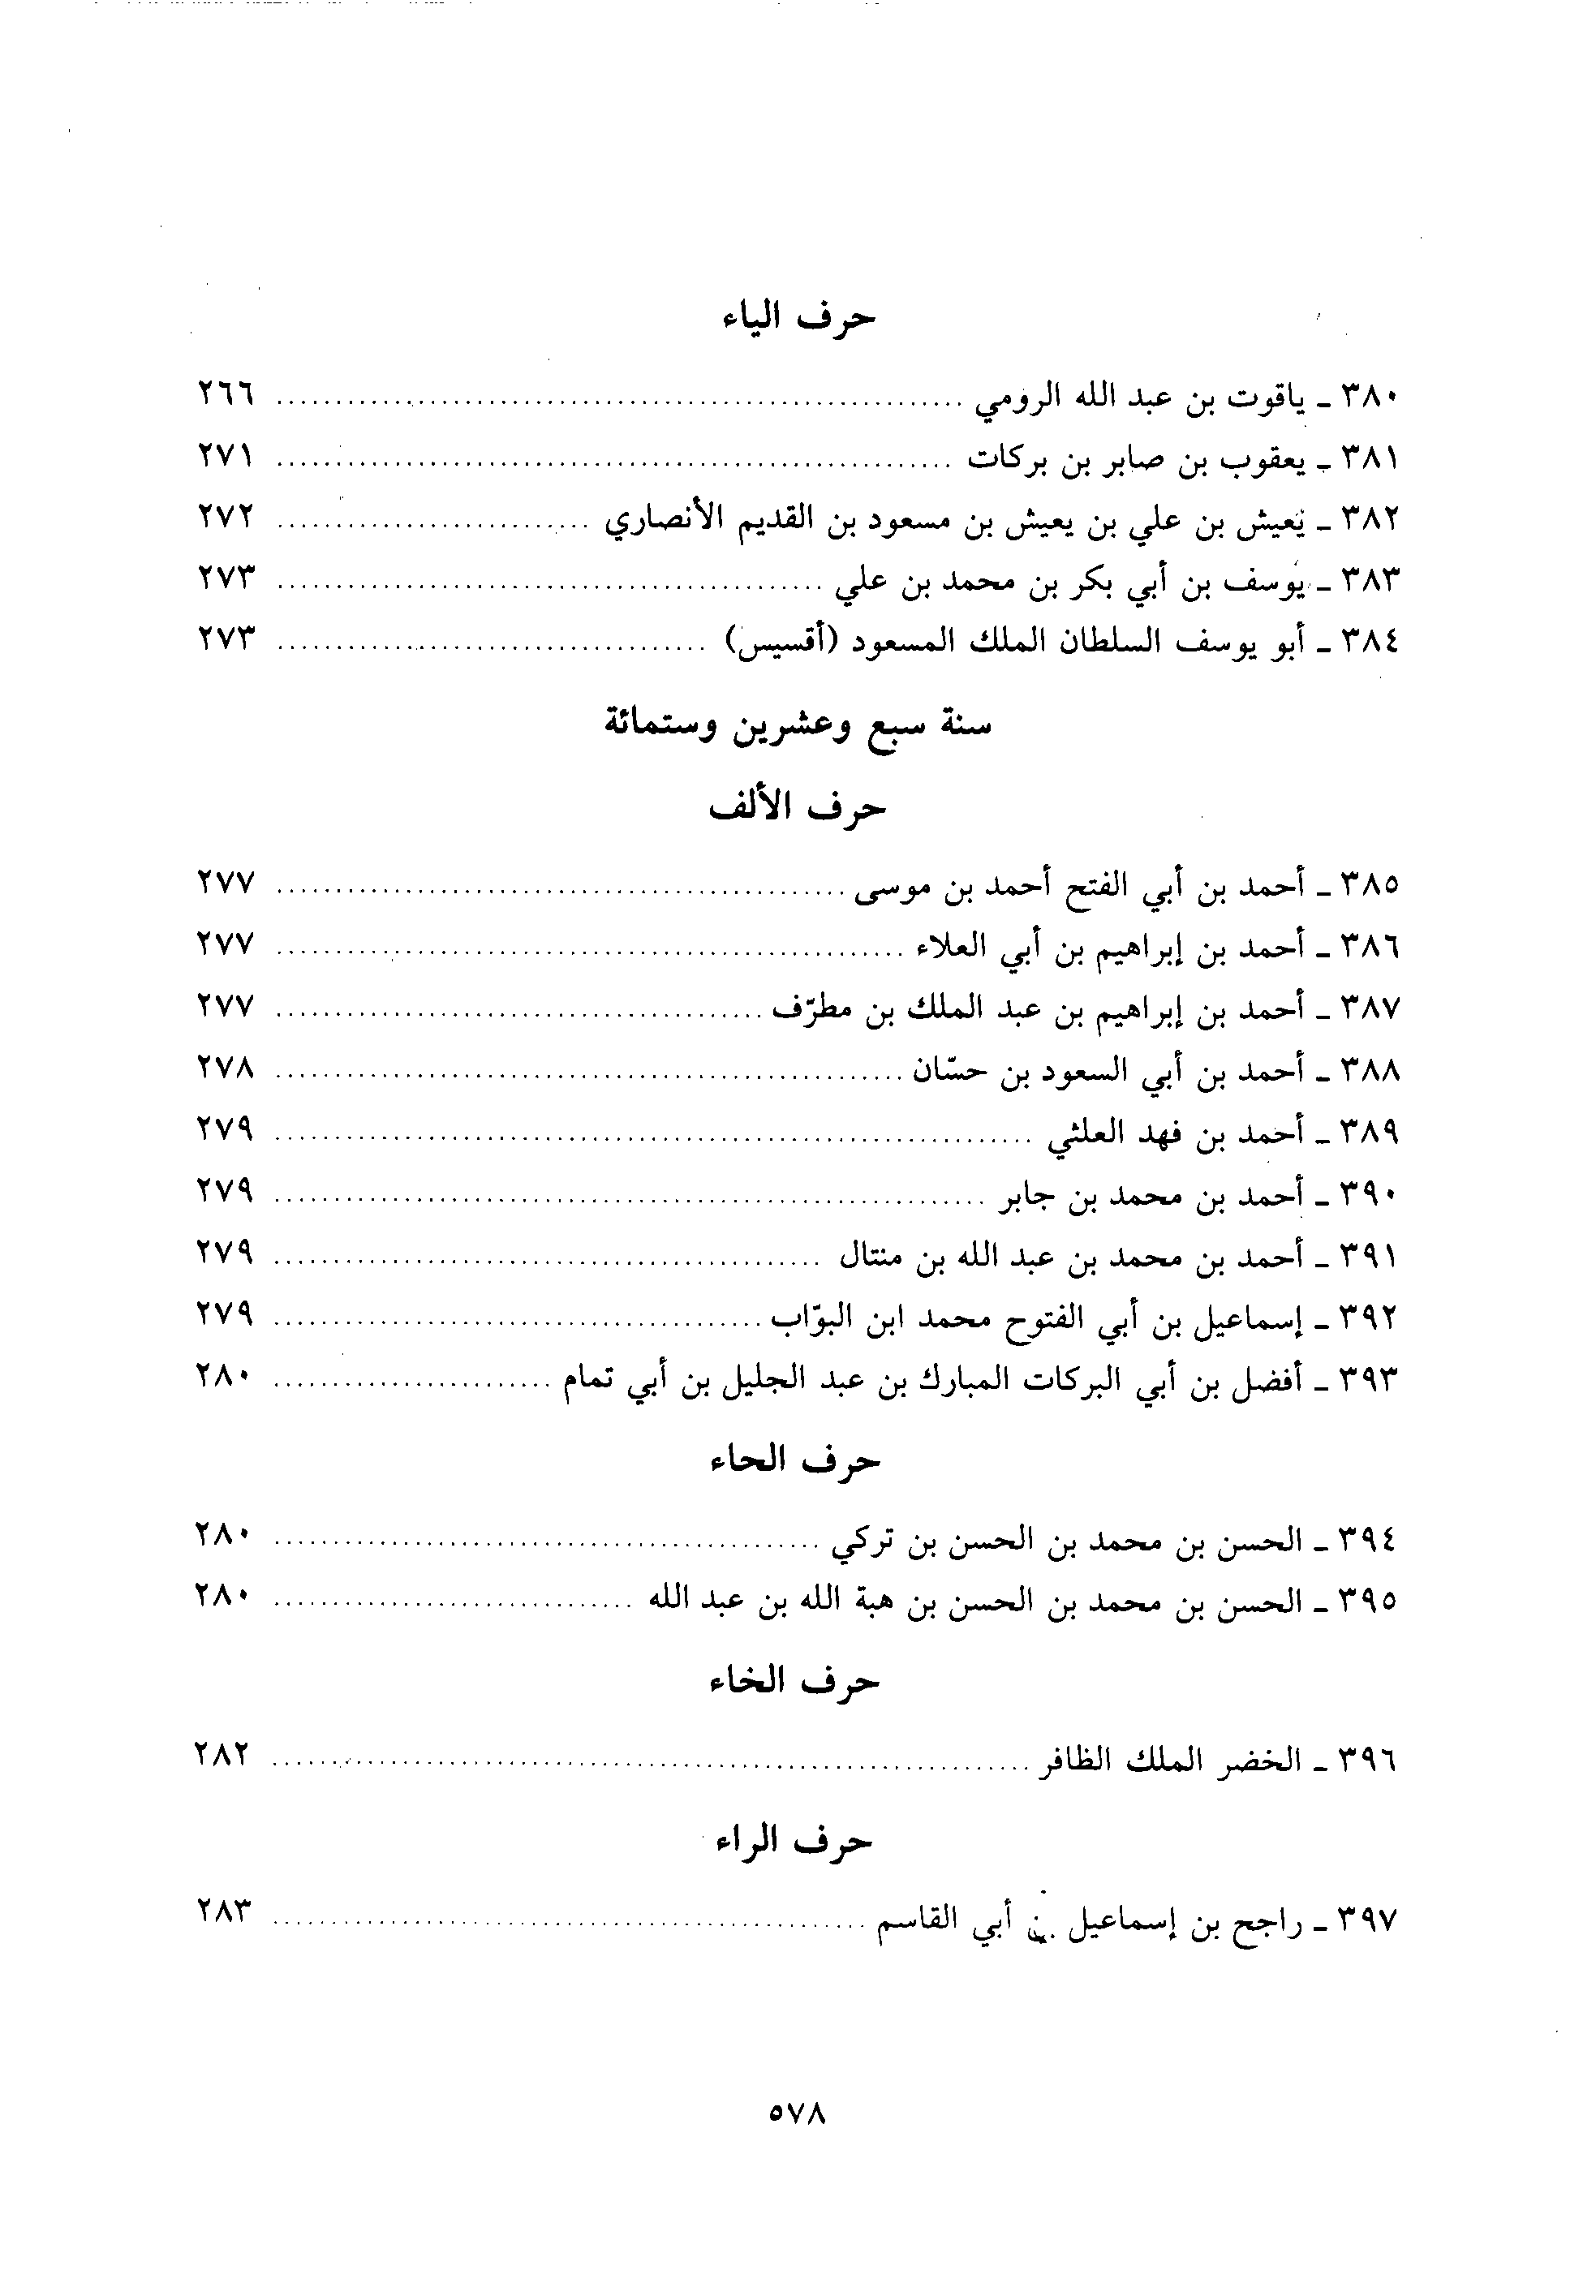 حرف الياء
٣٨٠ ـ ياقوت بن عبد الله الرومي ........ ٢٦٦
٣٨١ ـ يعقوب بن صابر بن بركات ........ ٢٧١
٣٨٢ ـ يَعيش بن علي بن يعيش بن مسعود بن القديم الأنصاري ........ ٢٧٢
٣٨٣ ـ يوسف بن أبي بكر بن محمد بن علي ........ ٢٧٣
٣٨٤ ـ أبو يوسف السلطان الملك المسعود (أقسيس) ........ ٢٧٣
سنة سبع وعشرين وستمائة
حرف الألف
٣٨٥ ـ أحمد بن أبي الفتح أحمد بن موسى ........ ٢٧٧
٣٨٦ ـ أحمد بن إبراهيم بن أبي العلاء ........ ٢٧٧
٣٨٧ ـ أحمد بن إبراهيم بن عبد الملك بن مطرّف ........ ٢٧٧
٣٨٨ ـ أحمد بن أبي السعود بن حسّان ........ ٢٧٨
٣٨٩ ـ أحمد بن فهد العلثي ........ ٢٧٩
٣٩٠ ـ أحمد بن محمد بن جابر ........ ٢٧٩
٣٩١ ـ أحمد بن محمد بن عبد الله بن منتال ........ ٢٧٩
٣٩٢ ـ إسماعيل بن أبي الفتوح محمد ابن البوّاب ........ ٢٧٩
٣٩٣ ـ أفضل بن أبي البركات المبارك بن عبد الجليل بن أبي تمام ........ ٢٨٠
حرف الحاء
٣٩٤ ـ الحسن بن محمد بن الحسن بن تركي ........ ٢٨٠
٣٩٥ ـ الحسن بن محمد بن الحسن بن هبة الله بن عبد الله ........ ٢٨٠
حرف الخاء
٣٩٦ ـ الخضر الملك الظافر ........ ٢٨٢
حرف الراء
٣٩٧ ـ راجح بن إسماعيل بن أبي القاسم ........ ٢٨٣
٥٧٨